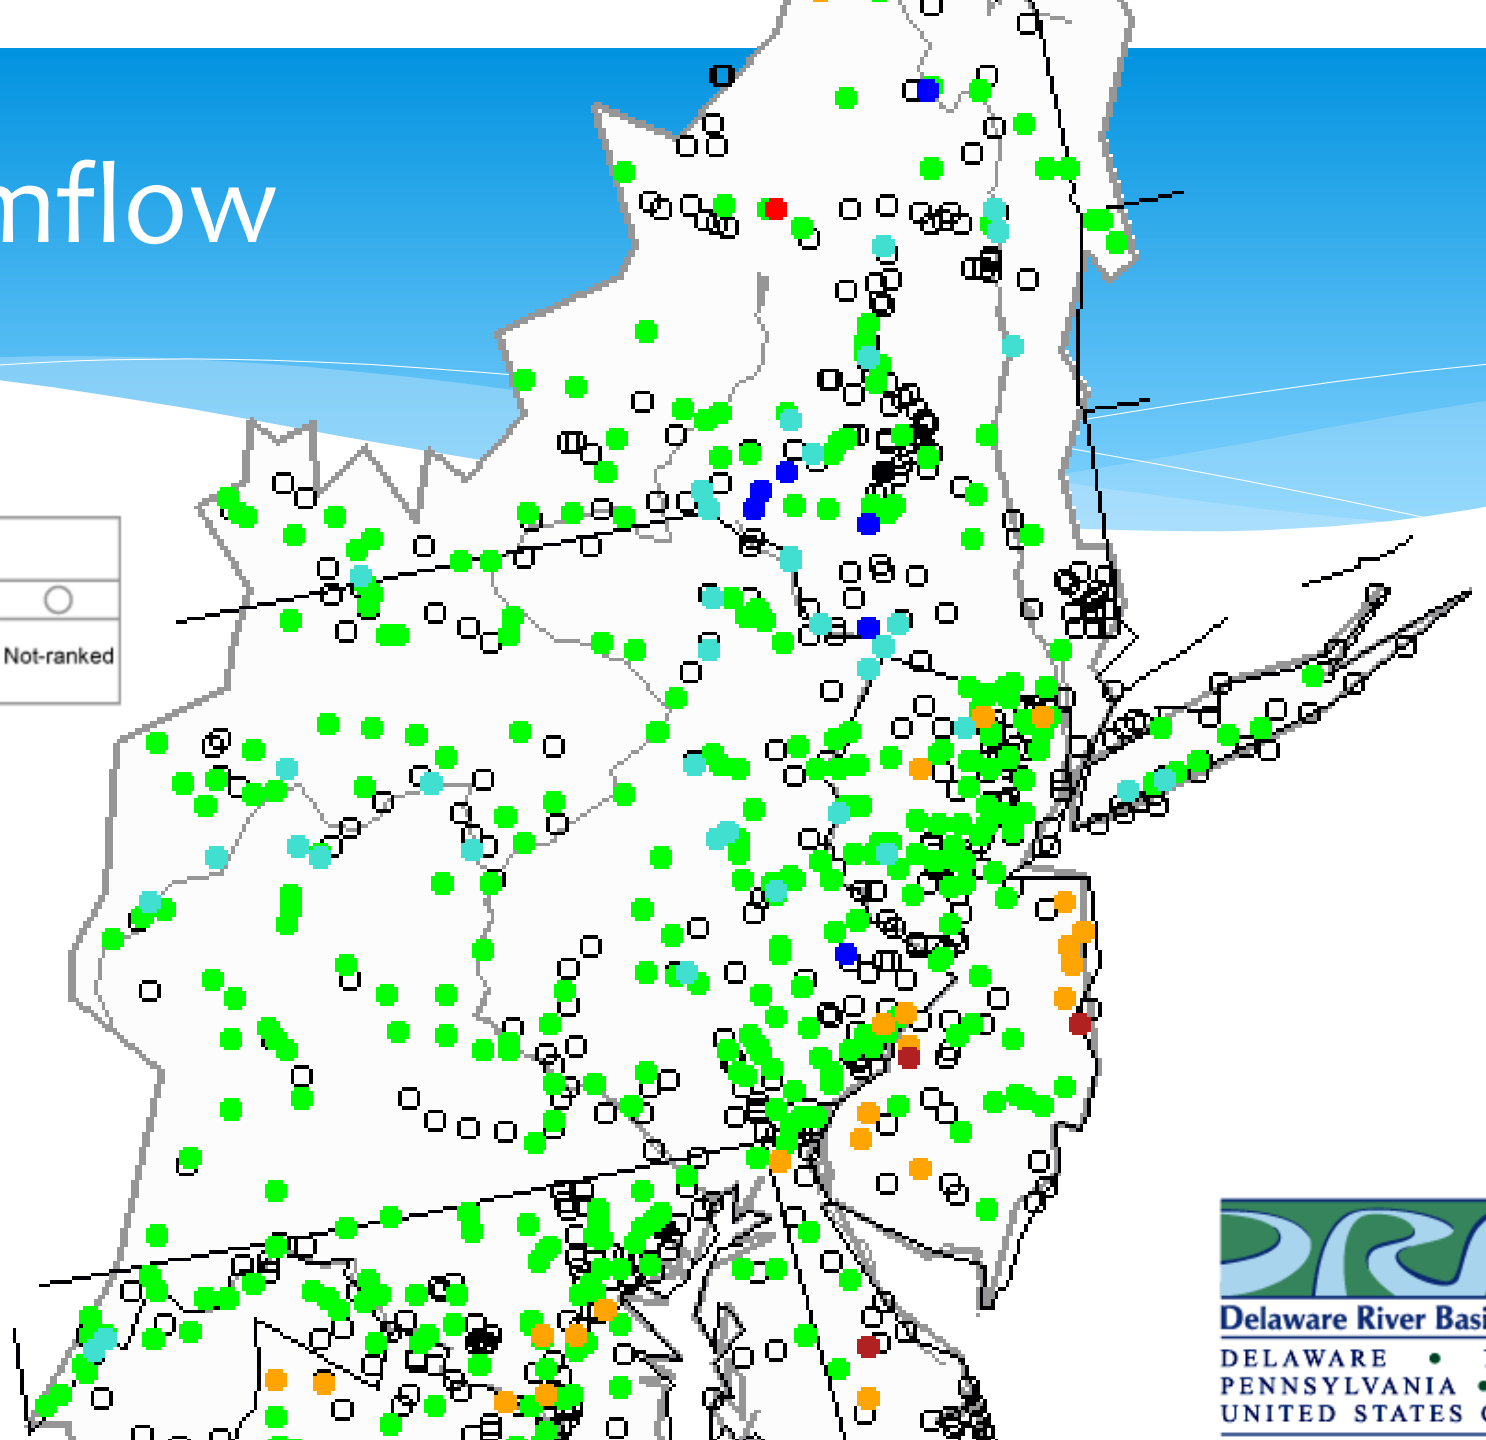 mflow
Not-ranked
Delaware River Basi
DELAWARE •
PENNSYLVANIA •
UNITED STATES